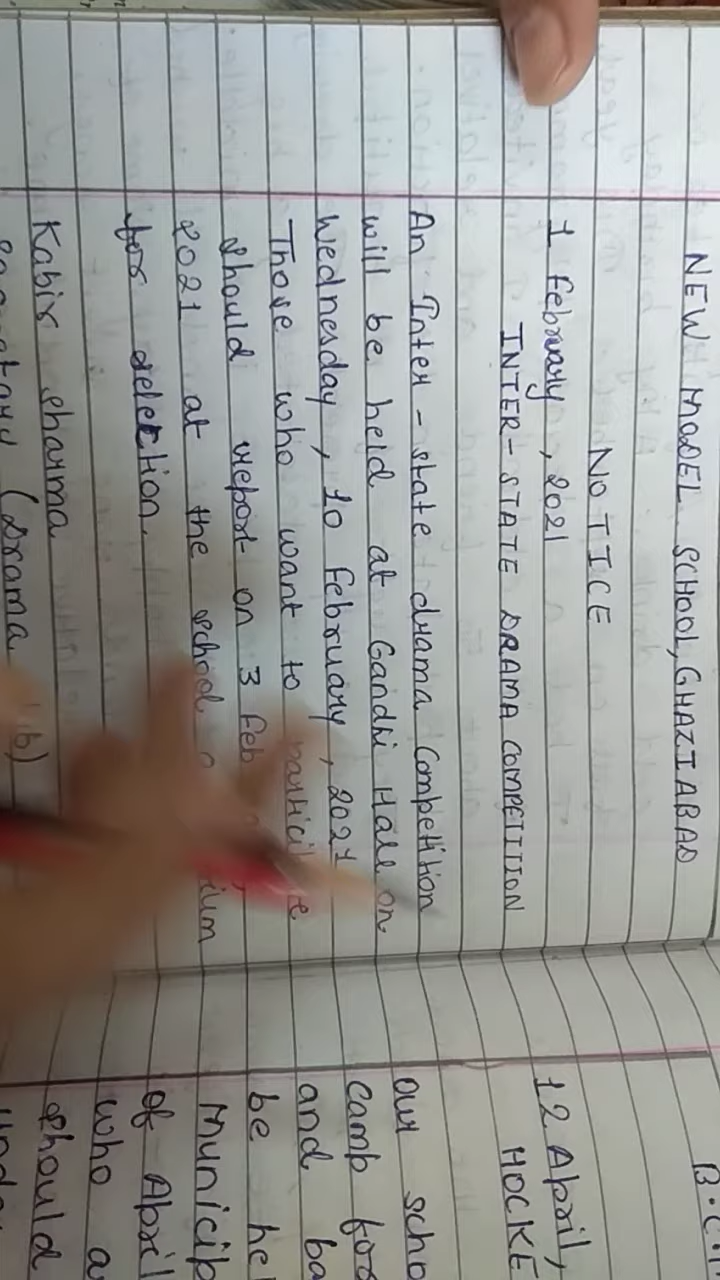 NEW MODEL SCHOOL, GHAZIABAD
NOTICE
1 February, 2021
INTER-STATE DRAMA COMPETITION
An Inter-state drama Competition
will be held at Gandhi Hall on
Wednesday, 10 February, 2021
Those who want to
should report on 3 Feb
2021 at the school
for selection.
Kabir Sharma
(Drama
12 April,
HOCKE
our scho
camp for
and ba
be he
Municip
of April
who a
should